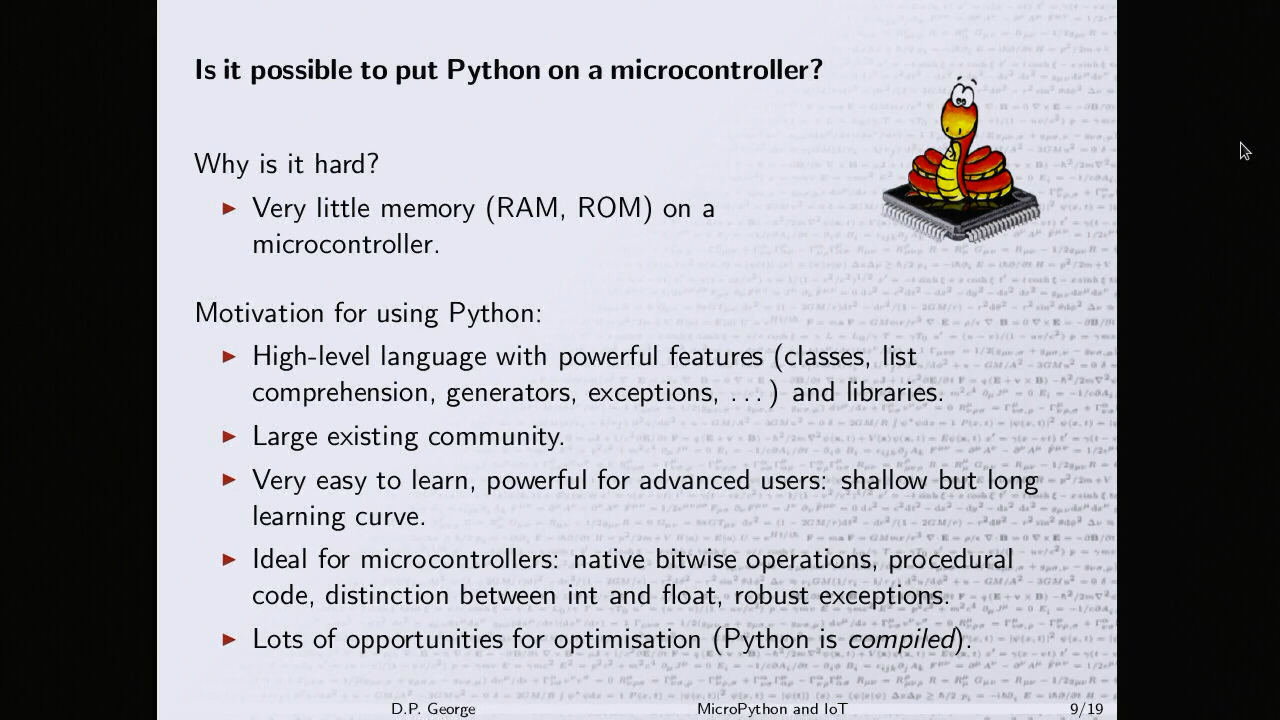 Is it possible to put Python on a microcontroller?
Why is it hard?
▶ Very little memory (RAM, ROM) on a
microcontroller.
Motivation for using Python:
▶ High-level language with powerful features (classes, list
comprehension, generators, exceptions, ...) and libraries.
▶ Large existing community.
▶ Very easy to learn, powerful for advanced users: shallow but long
learning curve.
▶ Ideal for microcontrollers: native bitwise operations, procedural
code, distinction between int and float, robust exceptions.
▶ Lots of opportunities for optimisation (Python is compiled).
D.P. George MicroPython and IoT 9/19